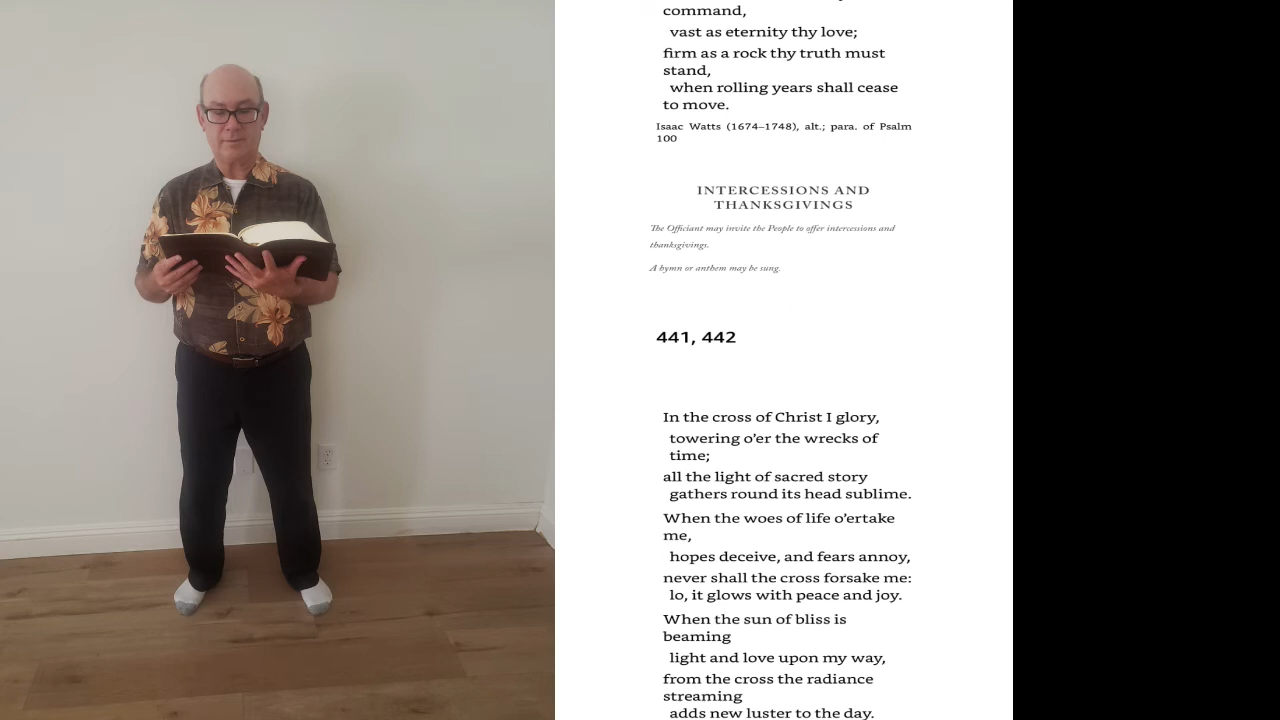 command,
vast as eternity thy love;
firm as a rock thy truth must
stand,
when rolling years shall cease
to move.
Isaac Watts (1674–1748), alt.; para. of Psalm
100
INTERCESSIONS AND
THANKSGIVINGS
The Officiant may invite the People to offer intercessions and
thanksgivings.
A hymn or anthem may be sung.
441, 442
In the cross of Christ I glory,
towering o’er the wrecks of
time;
all the light of sacred story
gathers round its head sublime.
When the woes of life o’ertake
me,
hopes deceive, and fears annoy,
never shall the cross forsake me:
lo, it glows with peace and joy.
When the sun of bliss is
beaming
light and love upon my way,
from the cross the radiance
streaming
adds new luster to the day.